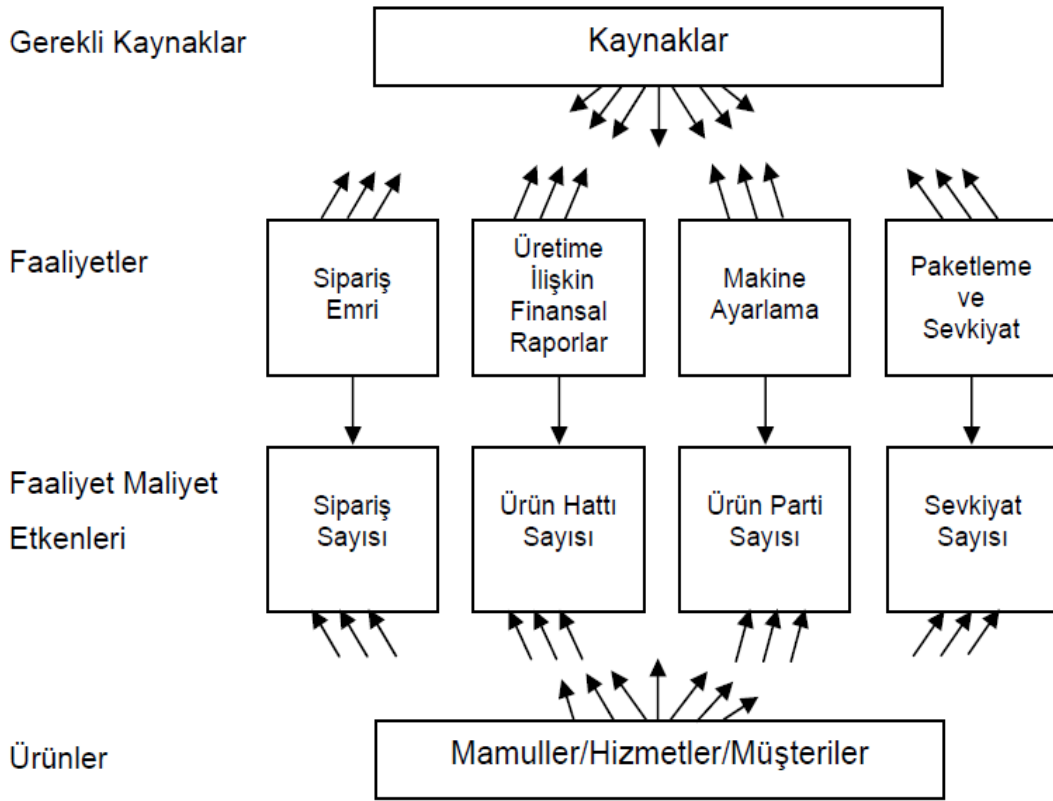 Gerekli Kaynaklar
Kaynaklar
Faaliyetler
Sipariş
Emri
Üretime
İlişkin
Finansal
Raporlar
Makine
Ayarlama
Paketleme
ve
Sevkiyat
Faaliyet Maliyet
Etkenleri
Sipariş
Sayısı
Ürün Hattı
Sayısı
Ürün Parti
Sayısı
Sevkiyat
Sayısı
Ürünler
Mamuller/Hizmetler/Müşteriler